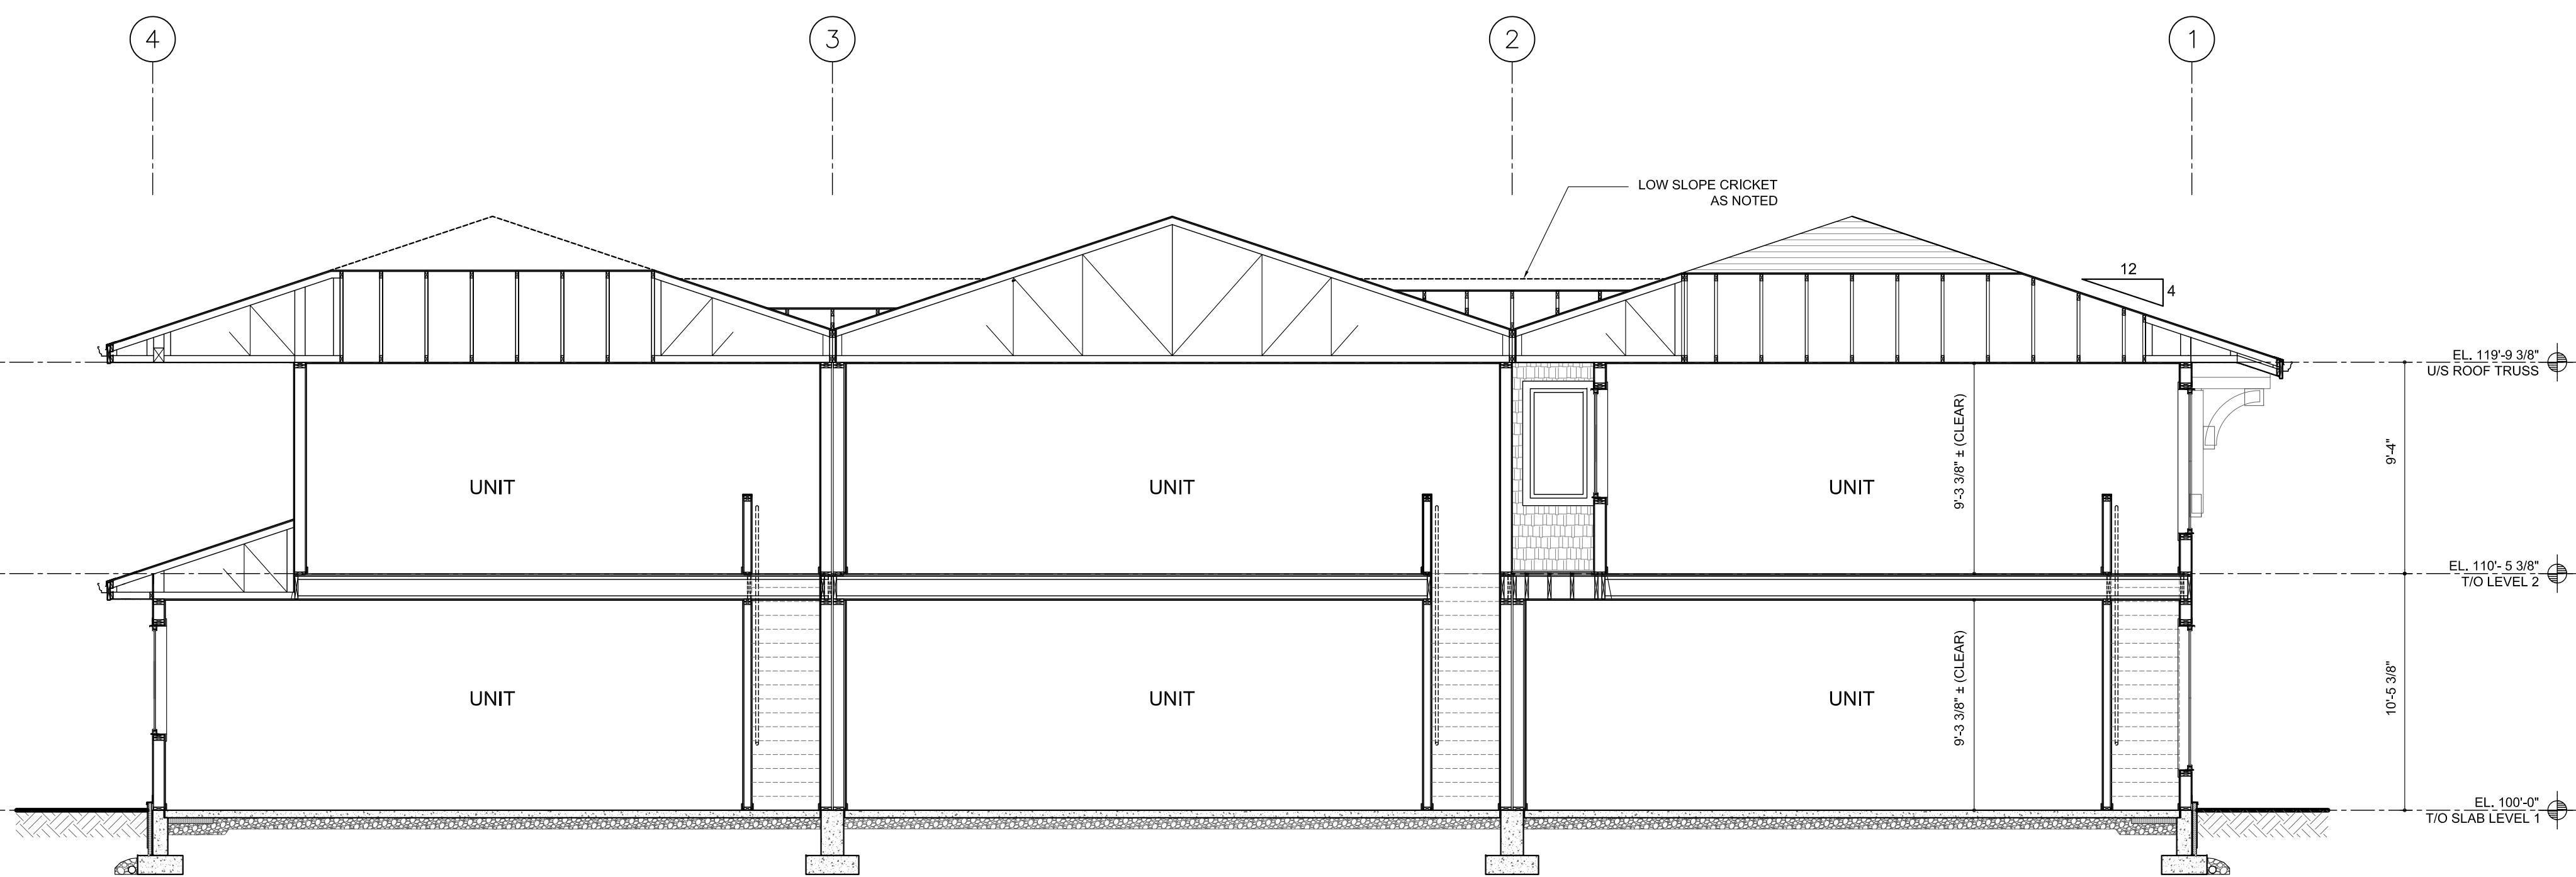 4
3
2
1
LOW SLOPE CRICKET
AS NOTED
12
4
EL. 119'-9 3/8"
U/S ROOF TRUSS
9'-3 3/8" ± (CLEAR)
9'-4"
UNIT
UNIT
UNIT
EL. 110'- 5 3/8"
T/O LEVEL 2
9'-3 3/8" ± (CLEAR)
10'-5 3/8"
UNIT
UNIT
UNIT
EL. 100'-0"
T/O SLAB LEVEL 1